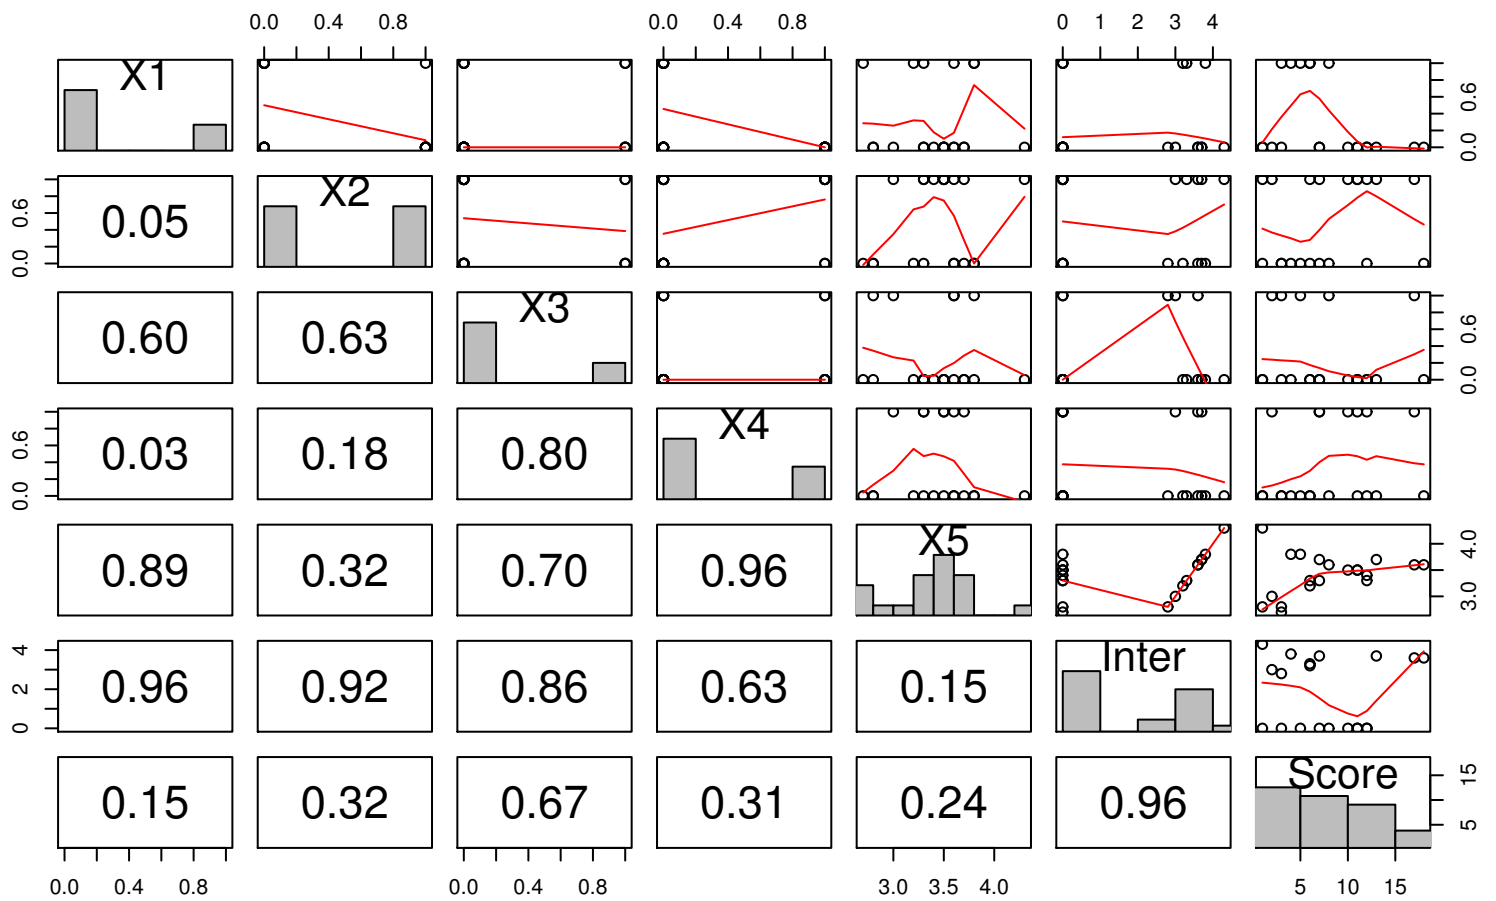 0.0 0.4 0.8 0.0 0.4 0.8 0 1 2 3 4
X1 0.0 0.6
0.0 0.6 0.05 X2
0.60 0.63 X3 0.0 0.6
0.0 0.6 0.03 0.18 0.80 X4
0.89 0.32 0.70 0.96 X5 3.0 4.0
0 2 4 0.96 0.92 0.86 0.63 0.15 Inter
0.15 0.32 0.67 0.31 0.24 0.96 Score 5 15
0.0 0.4 0.8 0.0 0.4 0.8 3.0 3.5 4.0 5 10 15